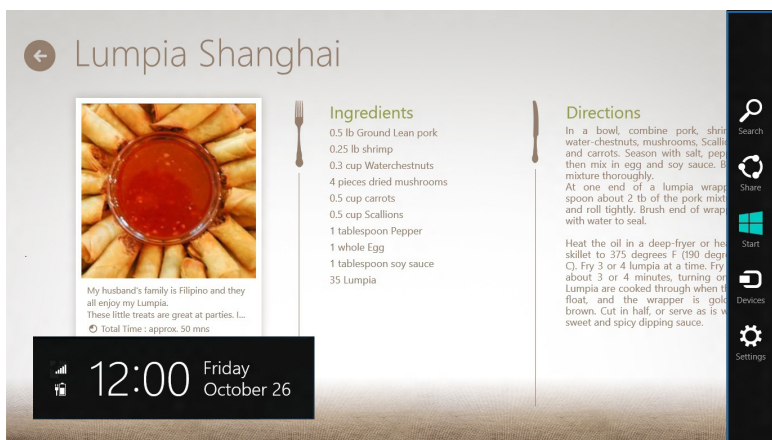 Lumpia Shanghai
My husband's family is Filipino and they
all enjoy my Lumpia.
These little treats are great at parties. I...
Total Time : approx. 50 mns
Ingredients
0.5 lb Ground Lean pork
0.25 lb shrimp
0.3 cup Waterchestnuts
4 pieces dried mushrooms
0.5 cup carrots
0.5 cup Scallions
1 tablespoon Pepper
1 whole Egg
1 tablespoon soy sauce
35 Lumpia
Directions
In a bowl, combine pork,
water-chestnuts, mushrooms,
and carrots. Season with salt,
then mix in egg and soy sauce.
mixture thoroughly.
At one end of a lumpia
spoon about 2 tb of the pork
and roll tightly. Brush end of
with water to seal.
Heat the oil in a deep-fryer or
skillet to 375 degrees F (190
C). Fry 3 or 4 lumpia at a time. Fry
about 3 or 4 minutes, turning
Lumpia are cooked through when
float, and the wrapper is
brown. Cut in half, or serve as is
sweet and spicy dipping sauce.
Search
Share
Start
Devices
Settings
12:00
Friday
October 26